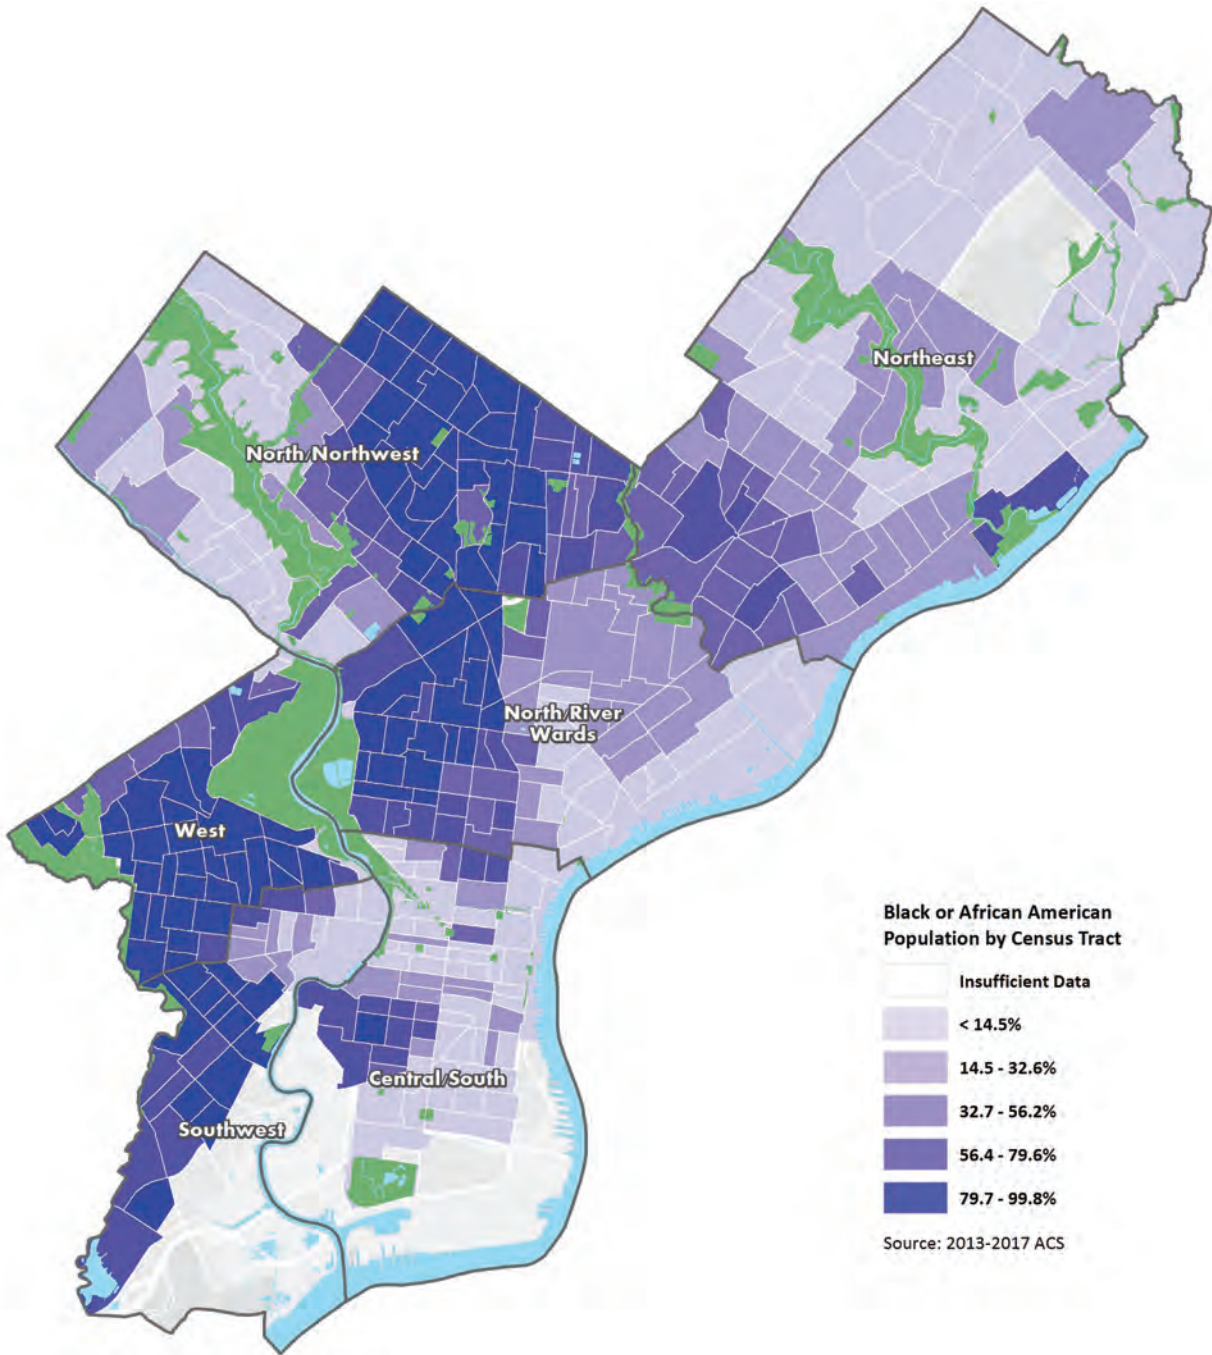 Northeast
North/Northwest
North/River
Wards
West
Central/South
Southwest
Black or African American
Population by Census Tract
Insufficient Data
< 14.5%
14.5 - 32.6%
32.7 - 56.2%
56.4 - 79.6%
79.7 - 99.8%
Source: 2013-2017 ACS